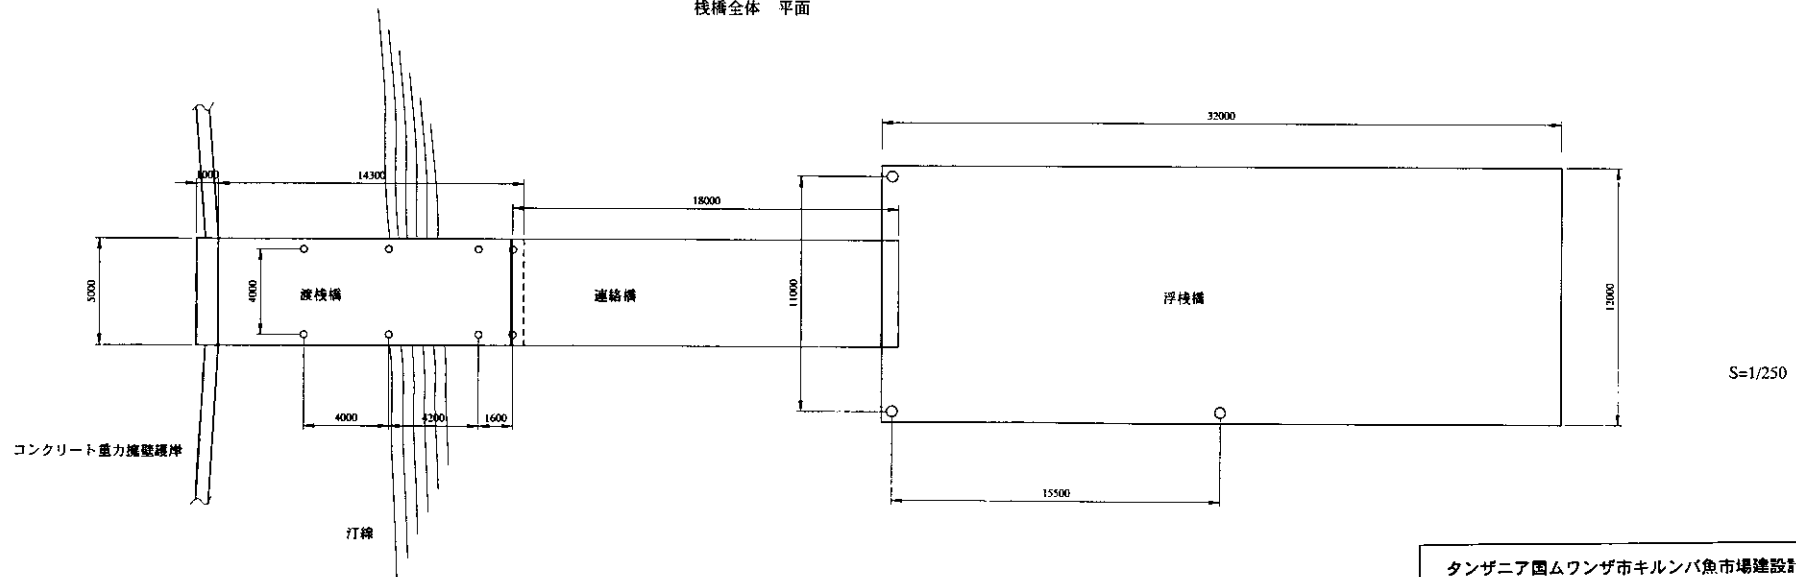 桟橋全体 平面
32000
1000
14300
18000
5000
4000
渡桟橋
連絡橋
11000
浮桟橋
12000
S=1/250
4000
4200
1600
コンクリート重力擁壁護岸
15500
汀線
タンザニア国ムワンザ市キルンバ魚市場建設計